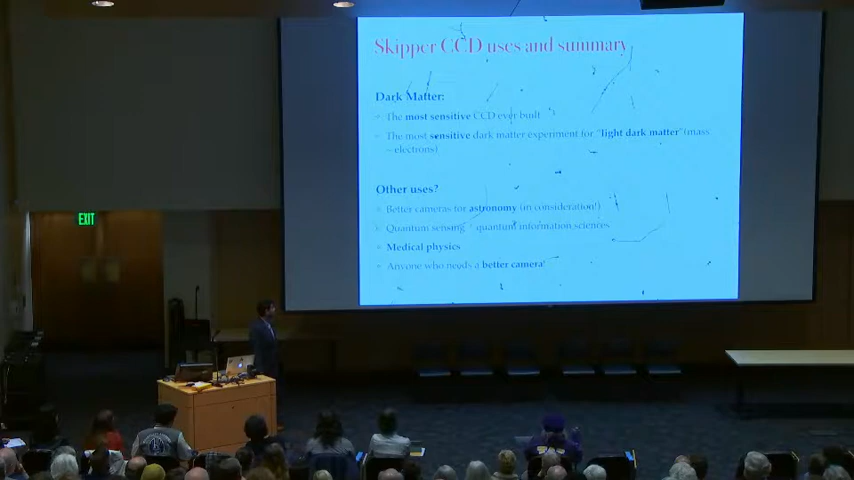 Skipper CCD uses and summary
Dark Matter:
The most sensitive CCD ever built
The most sensitive dark matter experiment for "light dark matter" (mass
~ electrons)
Other uses?
Better cameras for astronomy (in consideration!)
Quantum sensing / quantum information sciences
Medical physics
Anyone who needs a better camera!
EXIT